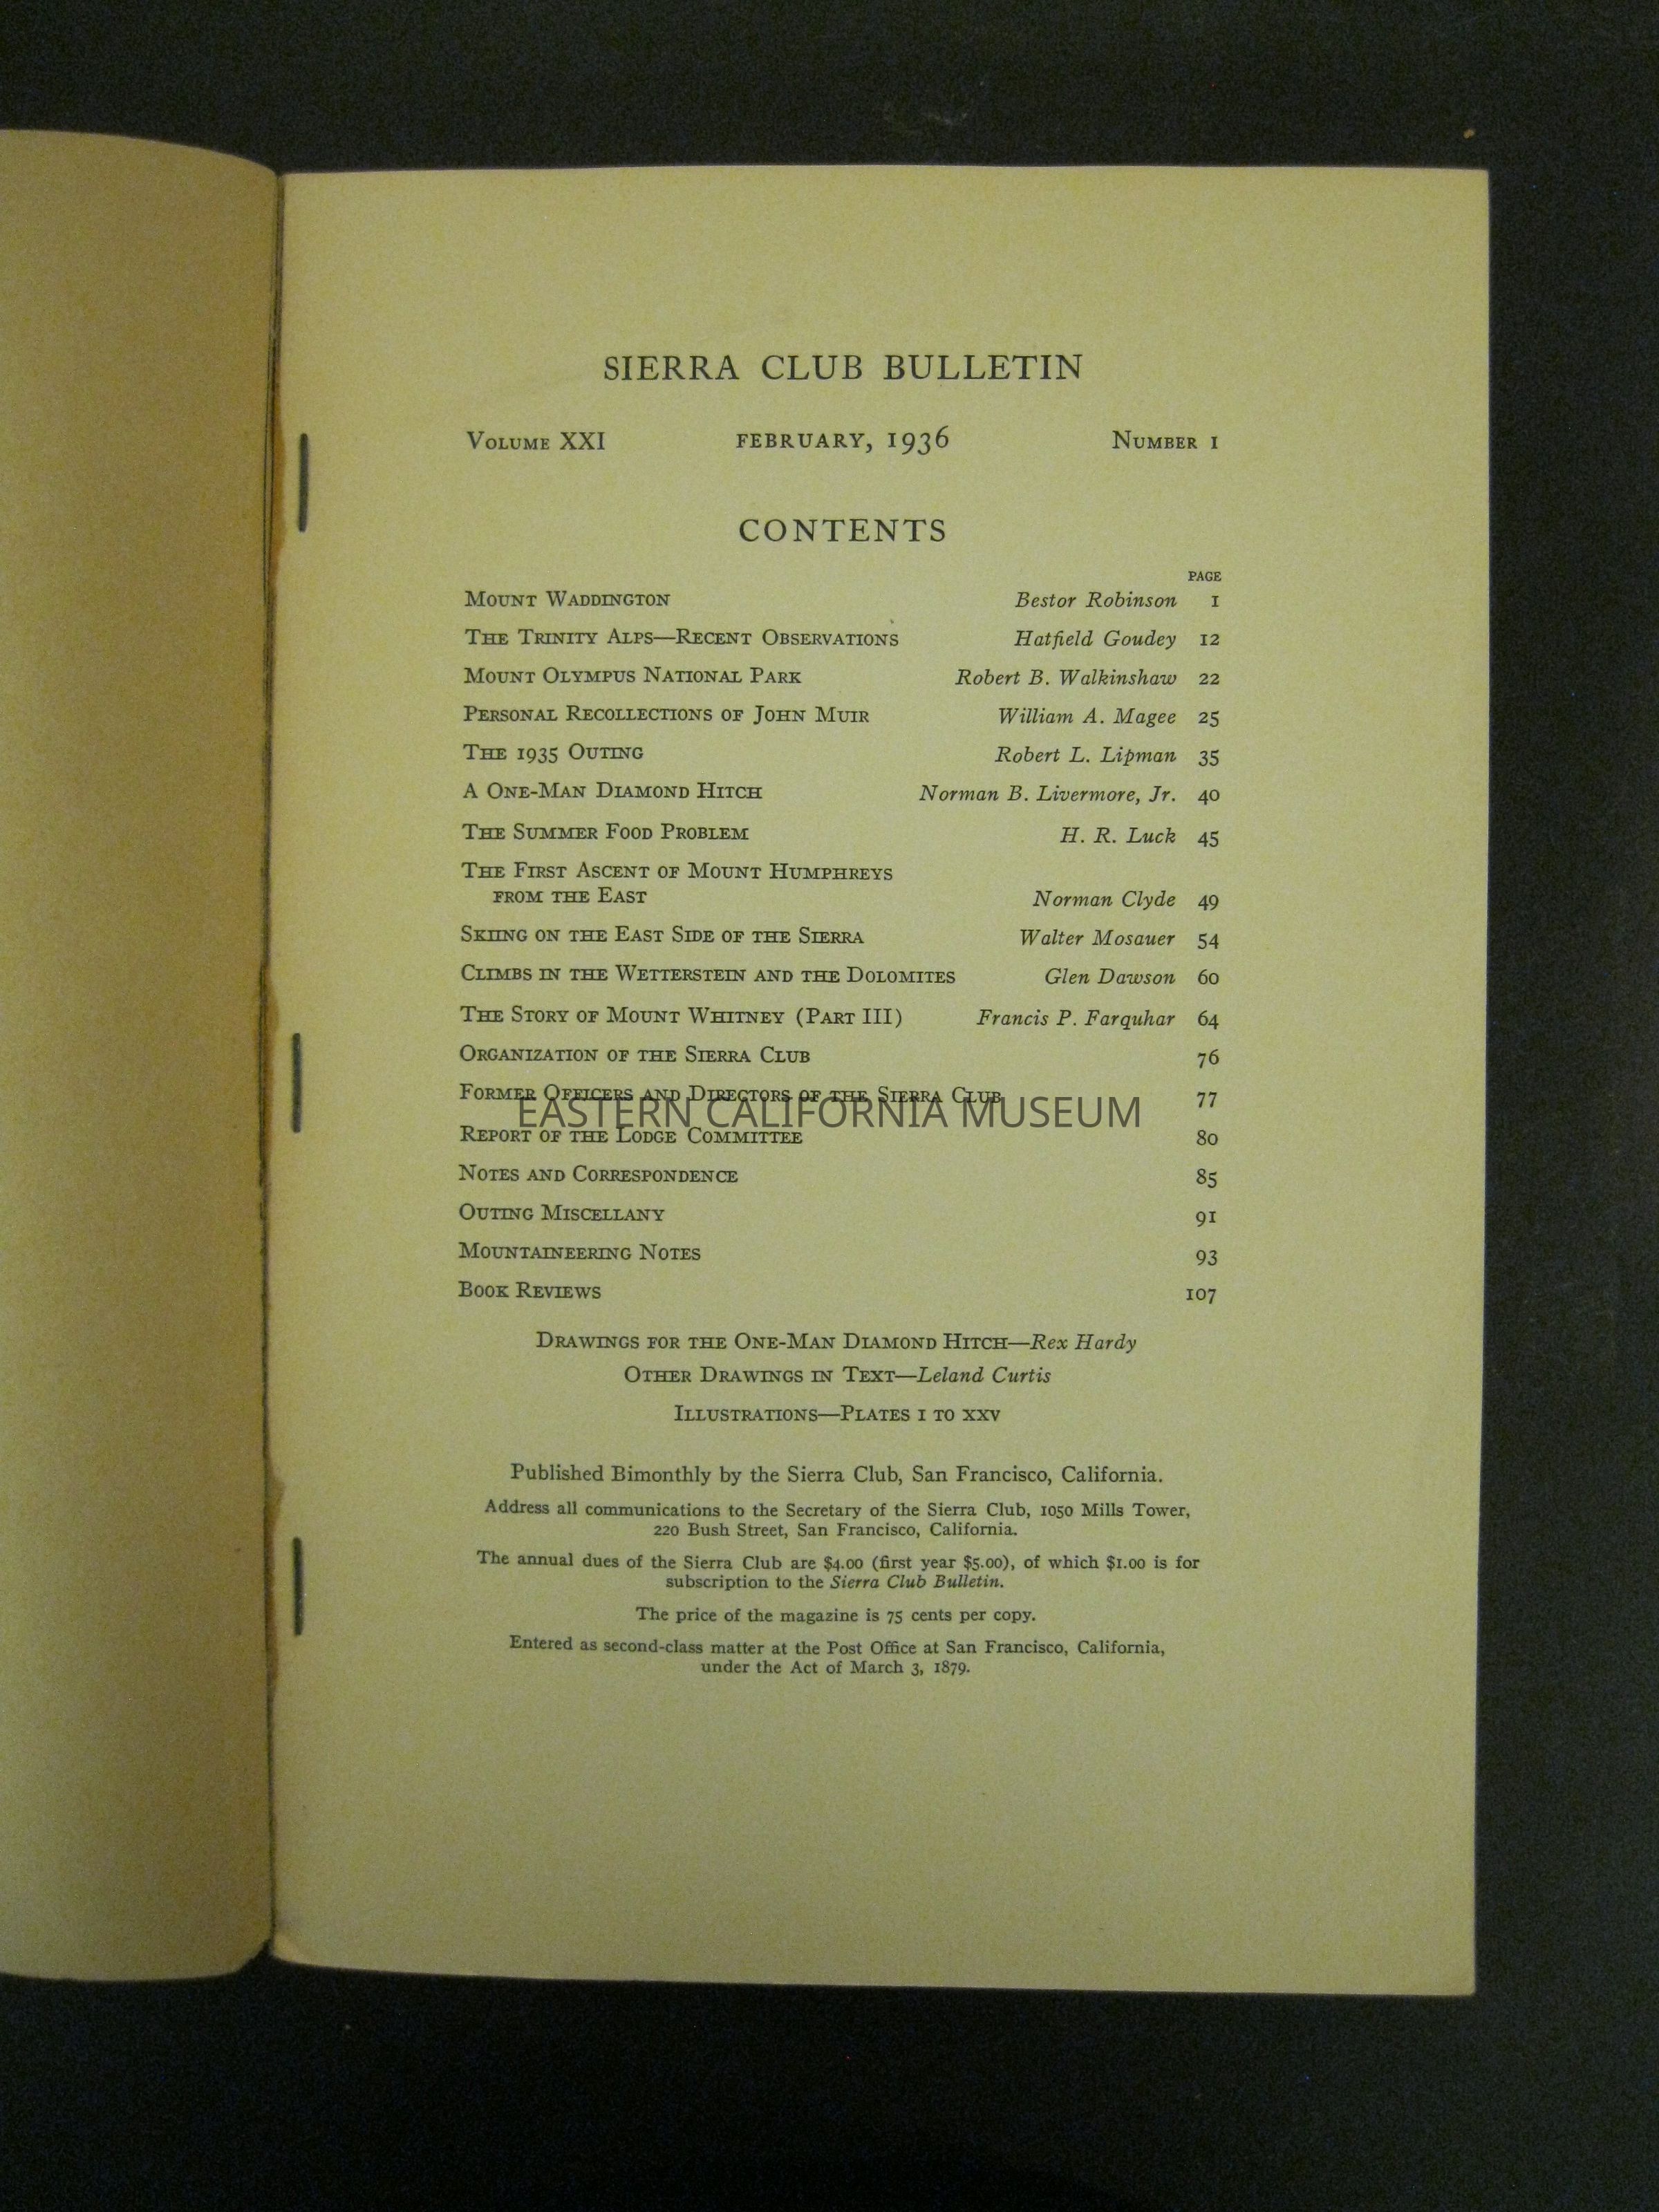 SIERRA CLUB BULLETIN
VOLUME XXI FEBRUARY, 1936 NUMBER 1
CONTENTS
PAGE
MOUNT WADDINGTON Bestor Robinson 1
THE TRINITY ALPS—RECENT OBSERVATIONS Hatfield Goudey 12
MOUNT OLYMPUS NATIONAL PARK Robert B. Walkinshaw 22
PERSONAL RECOLLECTIONS OF JOHN MUIR William A. Magee 25
THE 1935 OUTING Robert L. Lipman 35
A ONE-MAN DIAMOND HITCH Norman B. Livermore, Jr. 40
THE SUMMER FOOD PROBLEM H. R. Luck 45
THE FIRST ASCENT OF MOUNT HUMPHREYS
FROM THE EAST Norman Clyde 49
SKIING ON THE EAST SIDE OF THE SIERRA Walter Mosauer 54
CLIMBS IN THE WETTERSTEIN AND THE DOLOMITES Glen Dawson 60
THE STORY OF MOUNT WHITNEY (PART III) Francis P. Farquhar 64
ORGANIZATION OF THE SIERRA CLUB 76
FORMER OFFICERS AND DIRECTORS OF THE SIERRA CLUB 77
EASTERN CALIFORNIA MUSEUM
REPORT OF THE LODGE COMMITTEE 80
NOTES AND CORRESPONDENCE 85
OUTING MISCELLANY 91
MOUNTAINEERING NOTES 93
BOOK REVIEWS 107
DRAWINGS FOR THE ONE-MAN DIAMOND HITCH—Rex Hardy
OTHER DRAWINGS IN TEXT—Leland Curtis
ILLUSTRATIONS—PLATES I TO XXV
Published Bimonthly by the Sierra Club, San Francisco, California.
Address all communications to the Secretary of the Sierra Club, 1050 Mills Tower,
220 Bush Street, San Francisco, California.
The annual dues of the Sierra Club are $4.00 (first year $5.00), of which $1.00 is for
subscription to the Sierra Club Bulletin.
The price of the magazine is 75 cents per copy.
Entered as second-class matter at the Post Office at San Francisco, California,
under the Act of March 3, 1879.